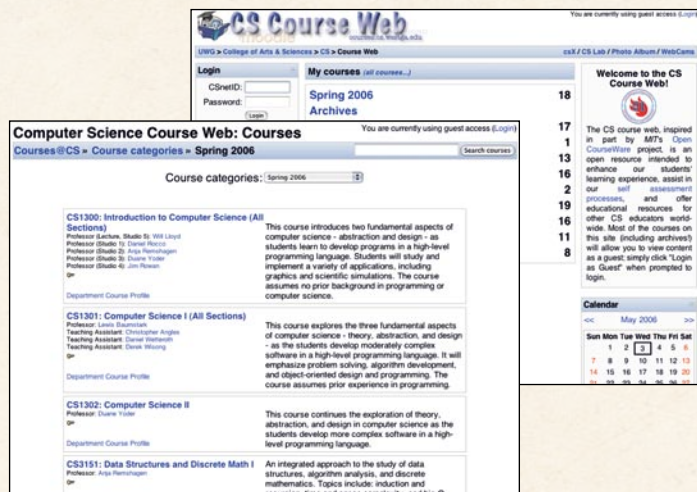 CS Course Web
moodle
You are currently using guest access (Login)
UWG » College of Arts & Sciences » CS » Course Web
csX / CS Lab / Photo Album / WebCams
Login
CSnetID:
Password:
Login
My courses (all courses...)
Spring 2006
18
Archives
17
1
13
16
2
19
16
11
8
Welcome to the CS
Course Web!
The CS course web, inspired
in part by MIT's Open
CourseWare project, is an
open resource intended to
enhance our students'
learning experience, assist in
our self assessment
processes, and offer
educational resources for
other CS educators world-
wide. Most of the courses on
this site (including archives)
will allow you to view content
as a guest: simply click "Login
as Guest" when prompted to
login.
Calendar
<< May 2006 >>
Sun Mon Tue Wed Thu Fri Sat
1 2 3 4 5 6
7 8 9 10 11 12 13
14 15 16 17 18 19 20
Computer Science Course Web: Courses
You are currently using guest access (Login)
Courses@CS » Course categories » Spring 2006
Search courses
Course categories: Spring 2006
CS1300: Introduction to Computer Science (All
Sections)
Professor (Lecture, Studio 5): Will Lloyd
Professor (Studio 1): Daniel Rocco
Professor (Studio 2): Anja Remshagen
Professor (Studio 3): Duane Yoder
Professor (Studio 4): Jim Rowan
Department Course Profile
This course introduces two fundamental aspects of
computer science - abstraction and design - as
students learn to develop programs in a high-level
programming language. Students will study and
implement a variety of applications, including
graphics and scientific simulations. The course
assumes no prior background in programming or
computer science.
CS1301: Computer Science I (All Sections)
Professor: Lewis Baumstark
Teaching Assistant: Christopher Angles
Teaching Assistant: Daniel Wetheroth
Teaching Assistant: Derek Wixong
Department Course Profile
This course explores the three fundamental aspects
of computer science - theory, abstraction, and design
- as the students develop moderately complex
software in a high-level programming language. It will
emphasize problem solving, algorithm development,
and object-oriented design and programming. The
course assumes prior experience in programming.
CS1302: Computer Science II
Professor: Duane Yoder
Department Course Profile
This course continues the exploration of theory,
abstraction, and design in computer science as the
students develop more complex software in a high-
level programming language.
CS3151: Data Structures and Discrete Math I
Professor: Anja Remshagen
An integrated approach to the study of data
structures, algorithm analysis, and discrete
mathematics. Topics include: induction and